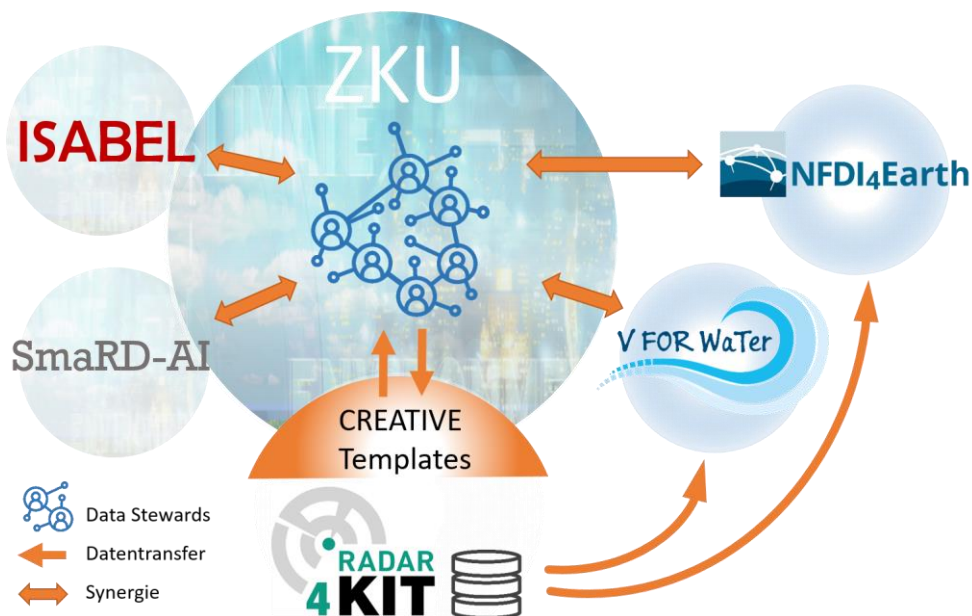 ZKU
ISABEL
NFDI4Earth
SmaRD-AI
V FOR WaTer
CREATIVE
Templates
Data Stewards
Datentransfer
Synergie
RADAR
4KIT